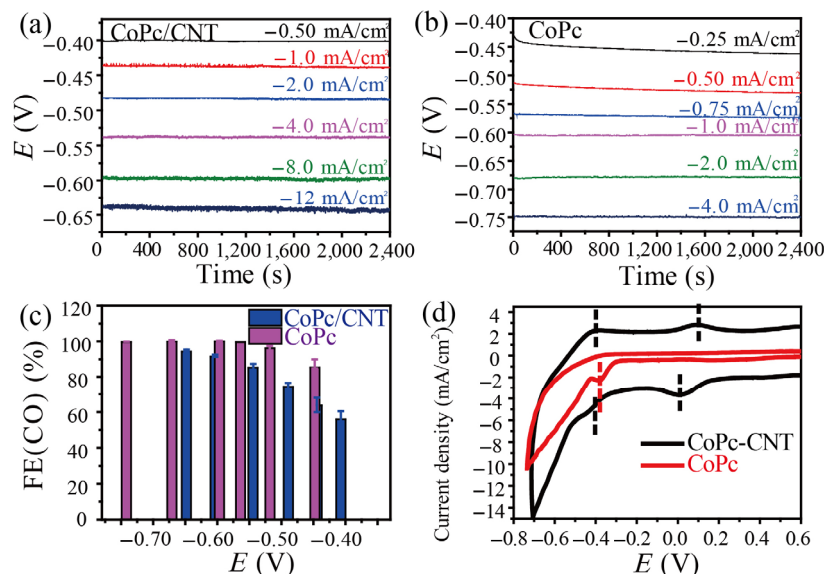 (a)
CoPc/CNT
−0.50 mA/cm²
−1.0 mA/cm²
−2.0 mA/cm²
−4.0 mA/cm²
−8.0 mA/cm²
−12 mA/cm²
−0.40
−0.45
−0.50
−0.55
−0.60
−0.65
E (V)
0
400
800
1,200
1,600
2,000
2,400
Time (s)
(b)
CoPc
−0.25 mA/cm²
−0.50 mA/cm²
−0.75 mA/cm²
−1.0 mA/cm²
−2.0 mA/cm²
−4.0 mA/cm²
−0.40
−0.45
−0.50
−0.55
−0.60
−0.65
−0.70
−0.75
E (V)
0
400
800
1,200
1,600
2,000
2,400
Time (s)
(c)
CoPc/CNT
CoPc
120
100
80
60
40
20
0
FE(CO) (%)
−0.70
−0.60
−0.50
−0.40
E (V)
(d)
4
2
0
−2
−4
−6
−8
−10
−12
−14
Current density (mA/cm²)
CoPc-CNT
CoPc
−0.8
−0.6
−0.4
−0.2
0.0
0.2
0.4
0.6
E (V)